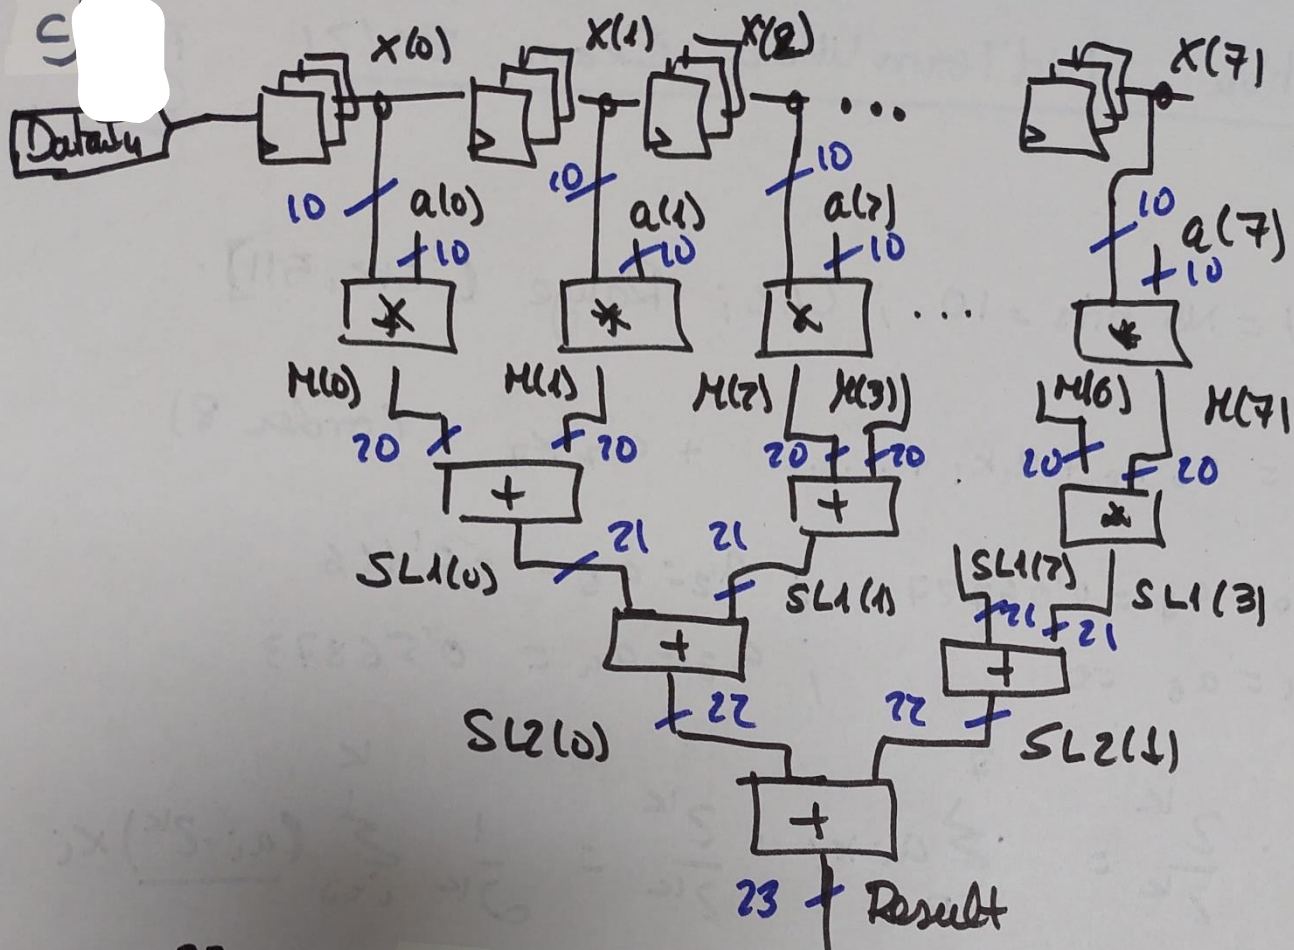 X(0) X(1) X(2) X(7)
DataIn
10 a(0) 10 a(1) 10 a(2) 10 a(7)
10 10 10 10
* * * ... *
M(0) M(1) M(2) M(3) M(6) M(7)
20 20 20 20 20 20
+ + *
21 21
SL1(0) SL1(1) SL1(2) SL1(3)
21 21
+ +
22 22
SL2(0) SL2(1)
+
23 Result